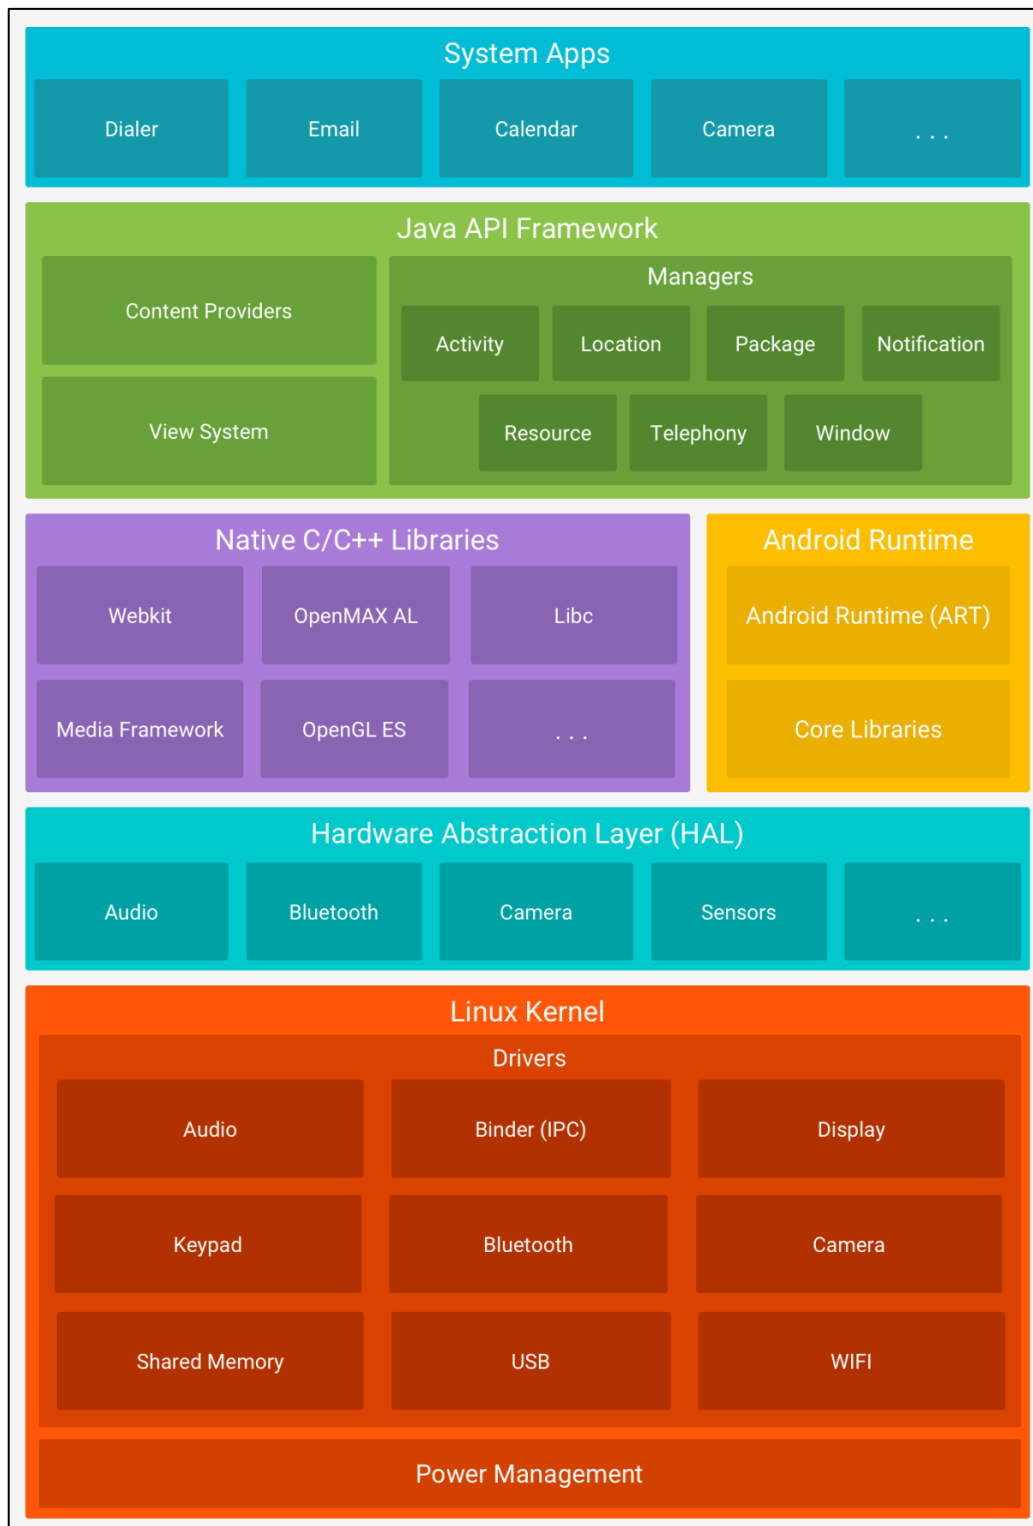 System Apps
Dialer
Email
Calendar
Camera
. . .
Java API Framework
Content Providers
View System
Managers
Activity
Location
Package
Notification
Resource
Telephony
Window
Native C/C++ Libraries
Webkit
OpenMAX AL
Libc
Media Framework
OpenGL ES
. . .
Android Runtime
Android Runtime (ART)
Core Libraries
Hardware Abstraction Layer (HAL)
Audio
Bluetooth
Camera
Sensors
. . .
Linux Kernel
Drivers
Audio
Binder (IPC)
Display
Keypad
Bluetooth
Camera
Shared Memory
USB
WIFI
Power Management